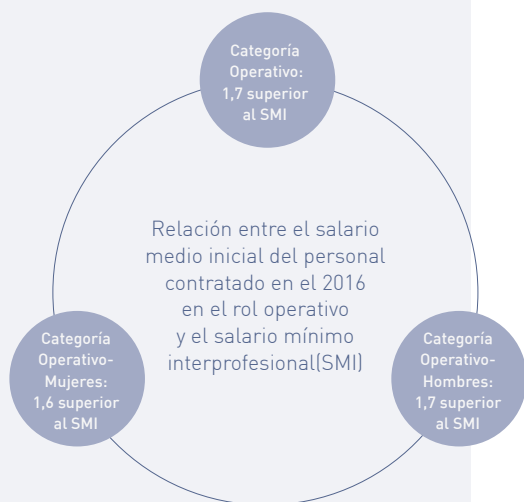 Categoría
Operativo:
1,7 superior
al SMI
Relación entre el salario
medio inicial del personal
contratado en el 2016
en el rol operativo
y el salario mínimo
interprofesional(SMI)
Categoría
Operativo-
Mujeres:
1,6 superior
al SMI
Categoría
Operativo-
Hombres:
1,7 superior
al SMI